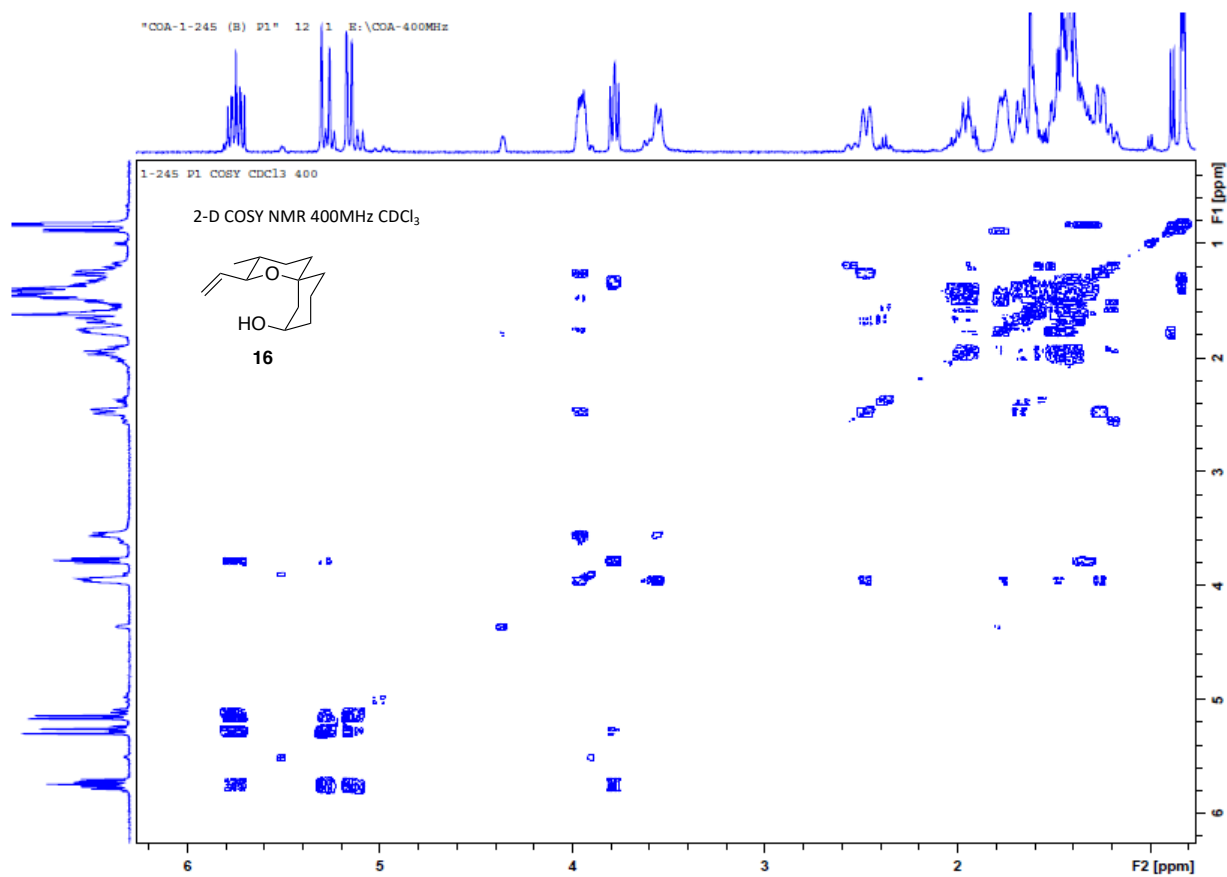 "COA-1-245 (B) P1" 12 1 E:\COA-400MHz
1-245 P1 COSY CDCl3 400
2-D COSY NMR 400MHz CDCl₃
O
HO
16
F1 [ppm]
1
2
3
4
5
6
6
5
4
3
2
F2 [ppm]